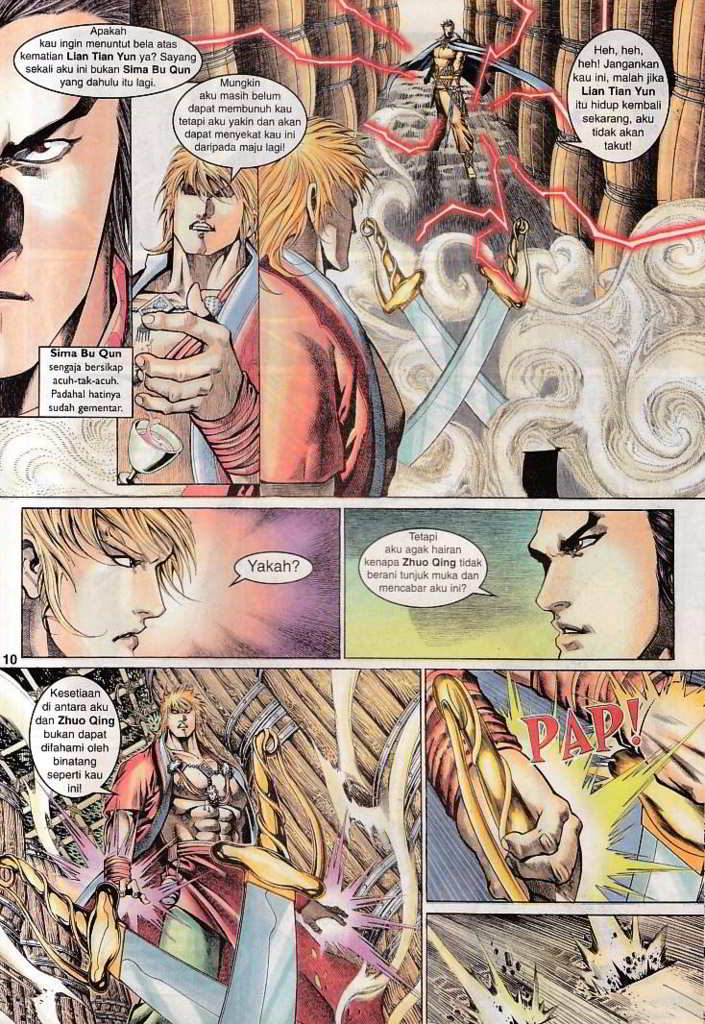 Apakah
kau ingin menuntut bela atas
kematian Lian Tian Yun ya? Sayang
sekali aku ini bukan Sima Bu Qun
yang dahulu itu lagi.
Mungkin
aku masih belum
dapat membunuh kau
tetapi aku yakin dan akan
dapat menyekat kau ini
daripada maju lagi!
Heh, heh,
heh! Jangankan
kau ini, malah jika
Lian Tian Yun
itu hidup kembali
sekarang, aku
tidak akan
takut!
Sima Bu Qun
sengaja bersikap
acuh-tak-acuh.
Padahal hatinya
sudah gementar.
Yakah?
Tetapi
aku agak hairan
kenapa Zhuo Qing tidak
berani tunjuk muka dan
mencabar aku ini?
10
Kesetiaan
di antara aku
dan Zhuo Qing
bukan dapat
difahami oleh
binatang
seperti kau
ini!
PAP!